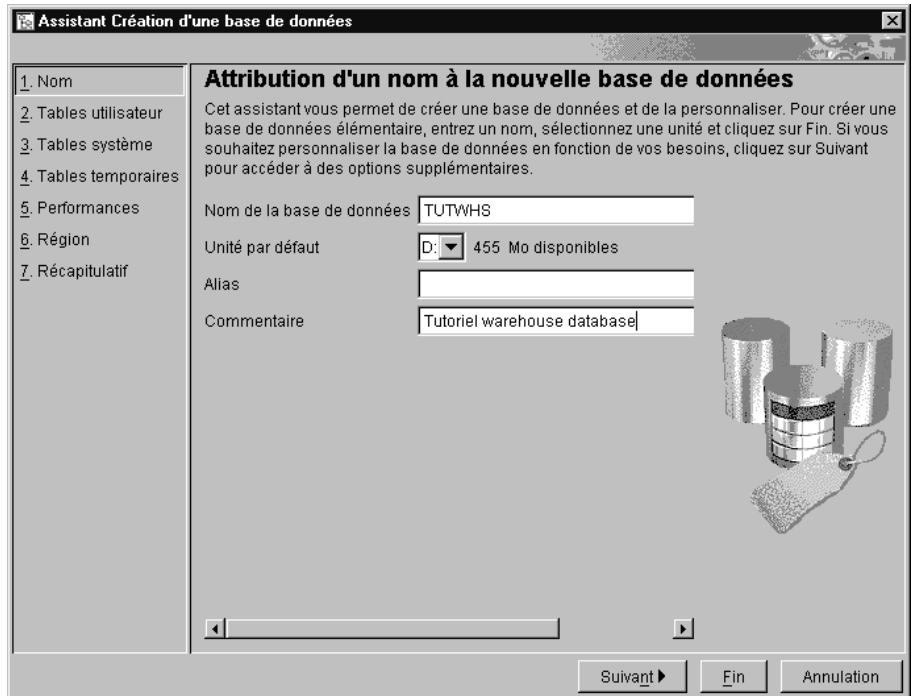 Assistant Création d'une base de données
1. Nom
2. Tables utilisateur
3. Tables système
4. Tables temporaires
5. Performances
6. Région
7. Récapitulatif
Attribution d'un nom à la nouvelle base de données
Cet assistant vous permet de créer une base de données et de la personnaliser. Pour créer une
base de données élémentaire, entrez un nom, sélectionnez une unité et cliquez sur Fin. Si vous
souhaitez personnaliser la base de données en fonction de vos besoins, cliquez sur Suivant
pour accéder à des options supplémentaires.
Nom de la base de données TUTWHS
Unité par défaut D: 455 Mo disponibles
Alias
Commentaire Tutoriel warehouse database
Suivant Fin Annulation